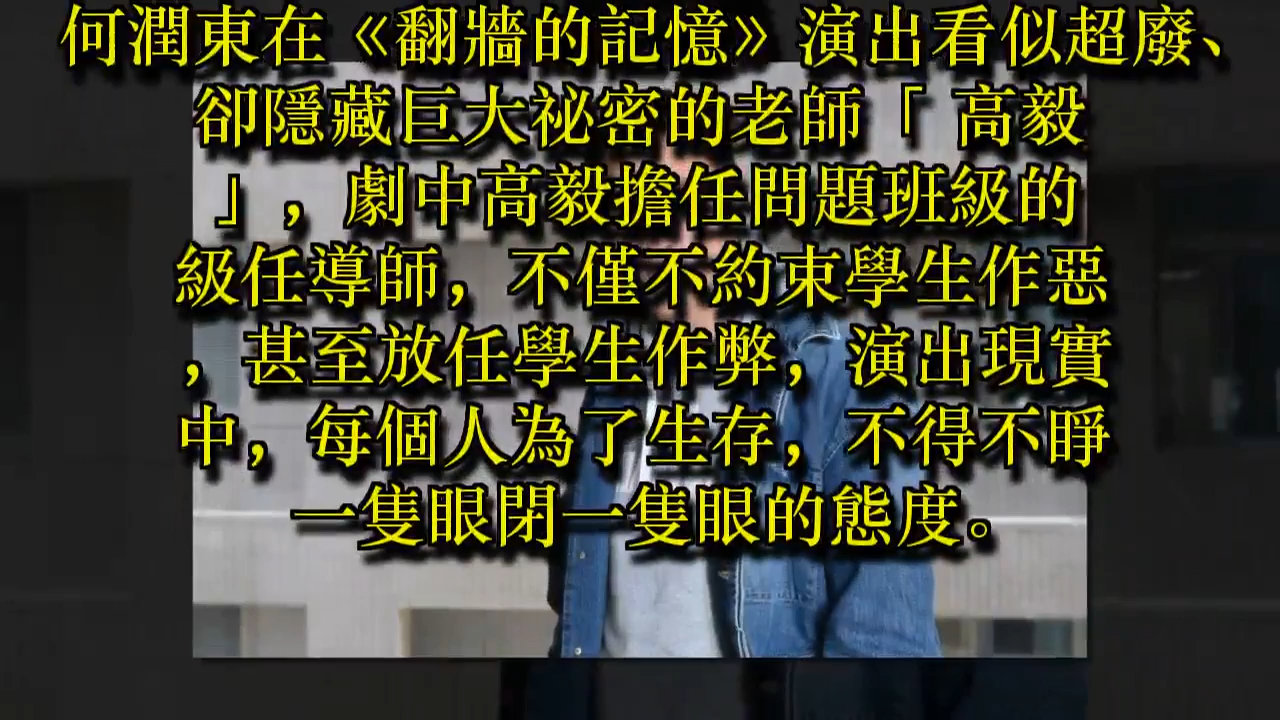 何潤東在《翻牆的記憶》演出看似超廢、
卻隱藏巨大祕密的老師「 高毅
」，劇中高毅擔任問題班級的
級任導師，不僅不約束學生作惡
，甚至放任學生作弊，演出現實
中，每個人為了生存，不得不睜
一隻眼閉一隻眼的態度。